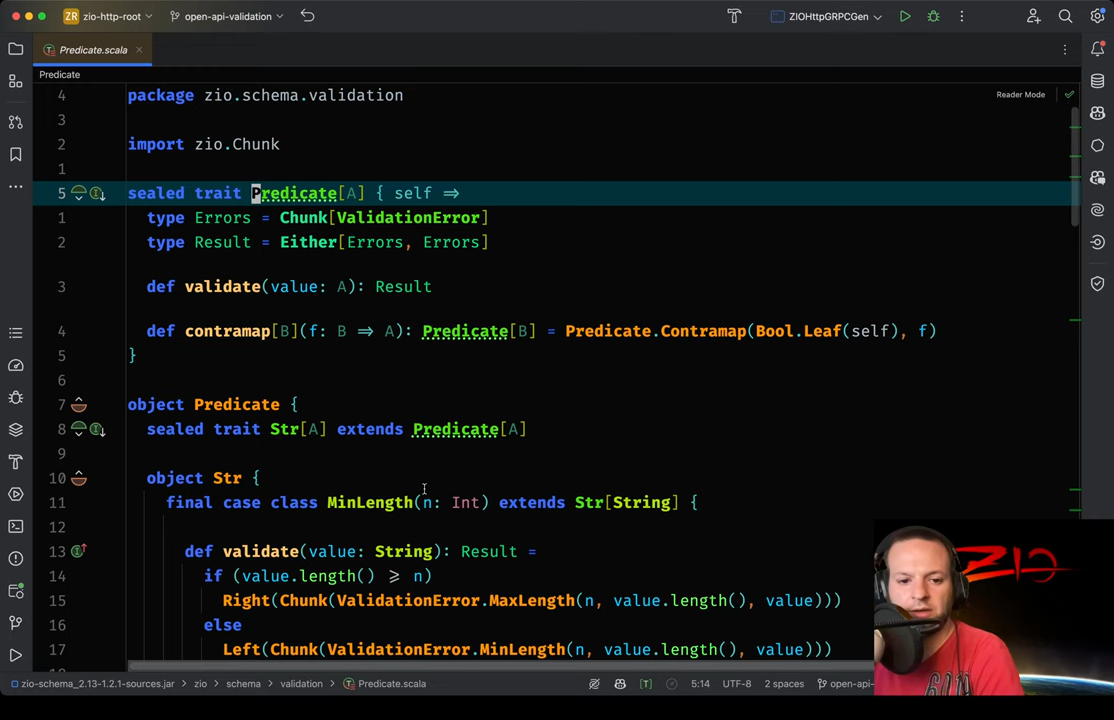 ZR zio-http-root open-api-validation ZIOHttpGRPCGen
Predicate.scala
Predicate
Reader Mode
4 package zio.schema.validation
3
2 import zio.Chunk
1
5 sealed trait Predicate[A] { self ⇒
1 type Errors = Chunk[ValidationError]
2 type Result = Either[Errors, Errors]
3 def validate(value: A): Result
4 def contramap[B](f: B ⇒ A): Predicate[B] = Predicate.Contramap(Bool.Leaf(self), f)
5 }
6
7 object Predicate {
8 sealed trait Str[A] extends Predicate[A]
9
10 object Str {
11 final case class MinLength(n: Int) extends Str[String] {
12
13 def validate(value: String): Result =
14 if (value.length() ⩾ n)
15 Right(Chunk(ValidationError.MaxLength(n, value.length(), value)))
16 else
17 Left(Chunk(ValidationError.MinLength(n, value.length(), value)))
ZIO
zio-schema_2.13-1.2.1-sources.jar zio schema validation Predicate.scala 5:14 UTF-8 2 spaces open-api-